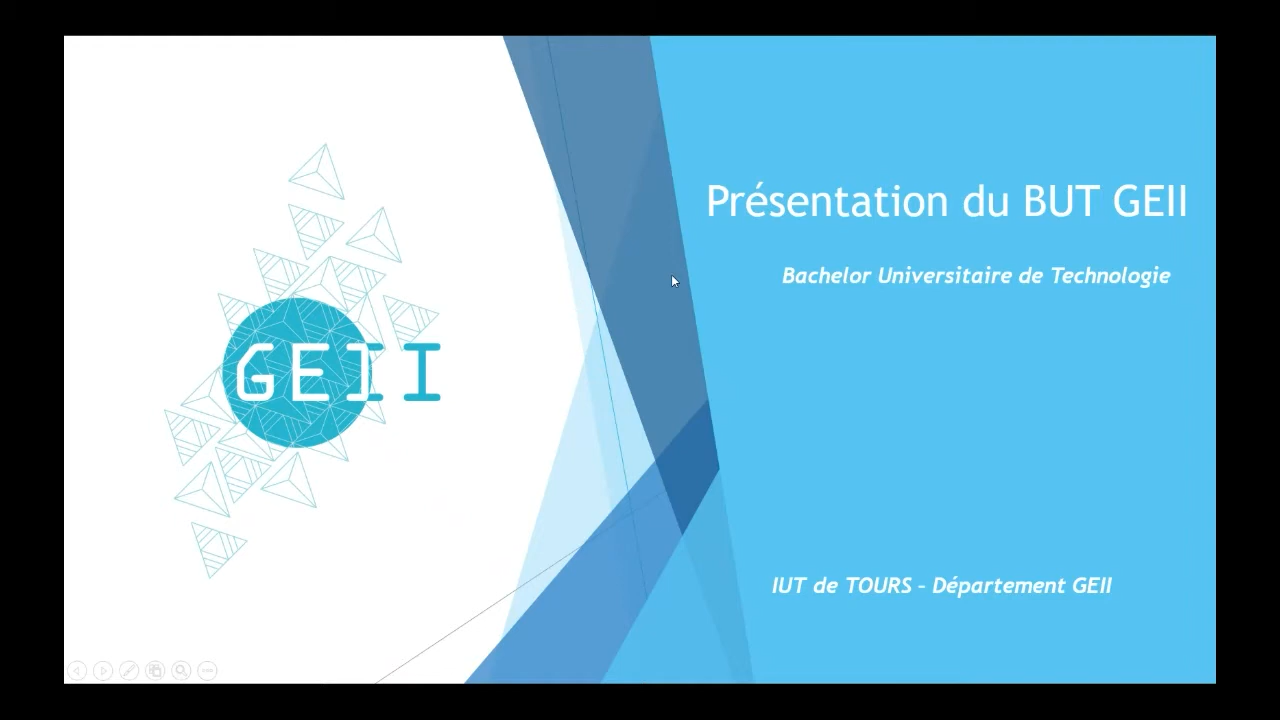 Présentation du BUT GEII
Bachelor Universitaire de Technologie
GEII
IUT de TOURS – Département GEII